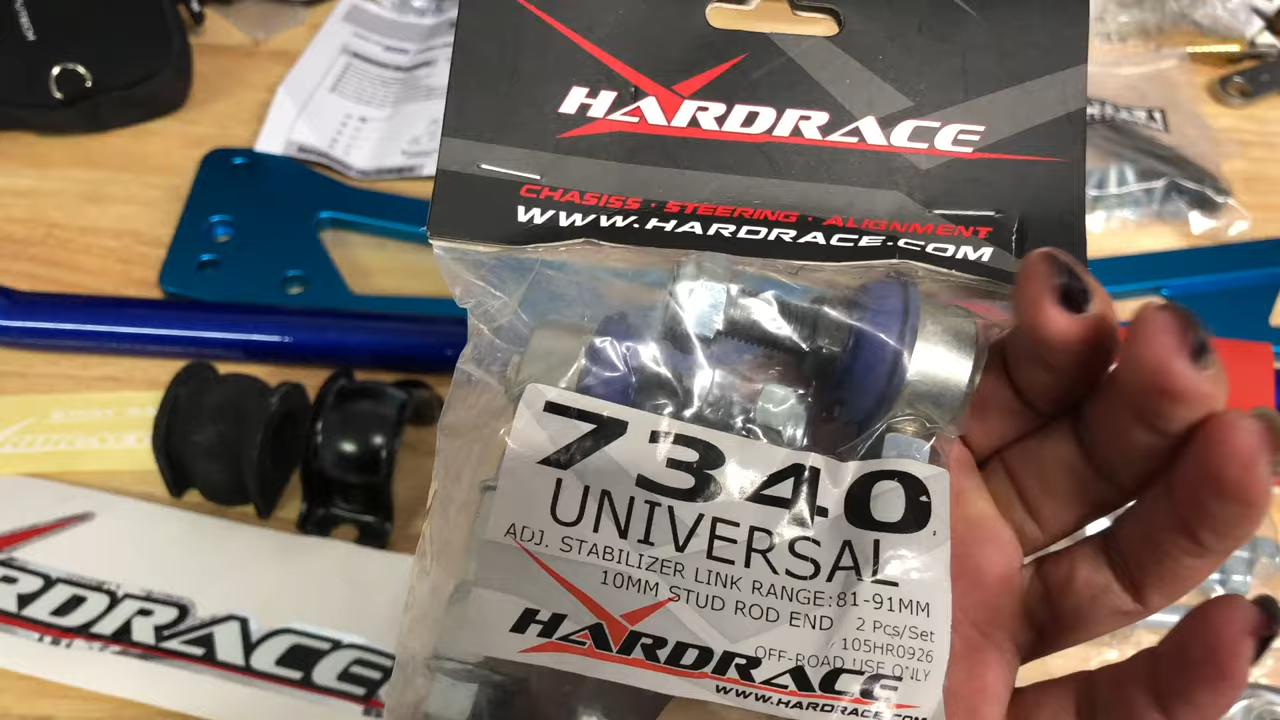 HARDRACE
CHASISS · STEERING · ALIGNMENT
WWW.HARDRACE.COM
7340
UNIVERSAL
ADJ. STABILIZER LINK RANGE:81-91MM
10MM STUD ROD END 2 Pcs/Set
105HR0926
OFF-ROAD USE ONLY
HARDRACE
WWW.HARDRACE.COM
RDRACE